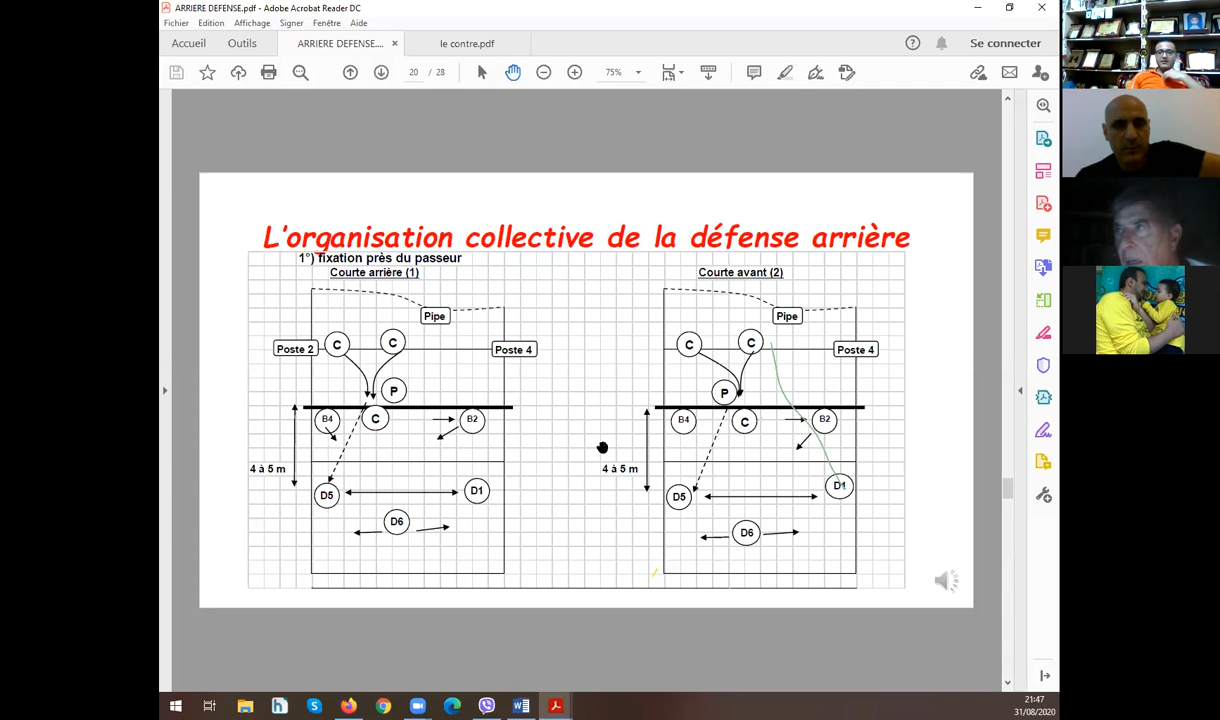 ARRIERE DEFENSE.pdf - Adobe Acrobat Reader DC
Fichier Edition Affichage Signer Fenêtre Aide
Accueil Outils ARRIERE DEFENSE.... × le contre.pdf Se connecter
20 / 28 75%
L'organisation collective de la défense arrière
1°) fixation près du passeur
Courte arrière (1) Courte avant (2)
Pipe Pipe
Poste 2 C C Poste 4 C C Poste 4
P P
B4 C B2 B4 C B2
4 à 5 m 4 à 5 m
D5 D1 D5 D1
D6 D6
21:47
31/08/2020